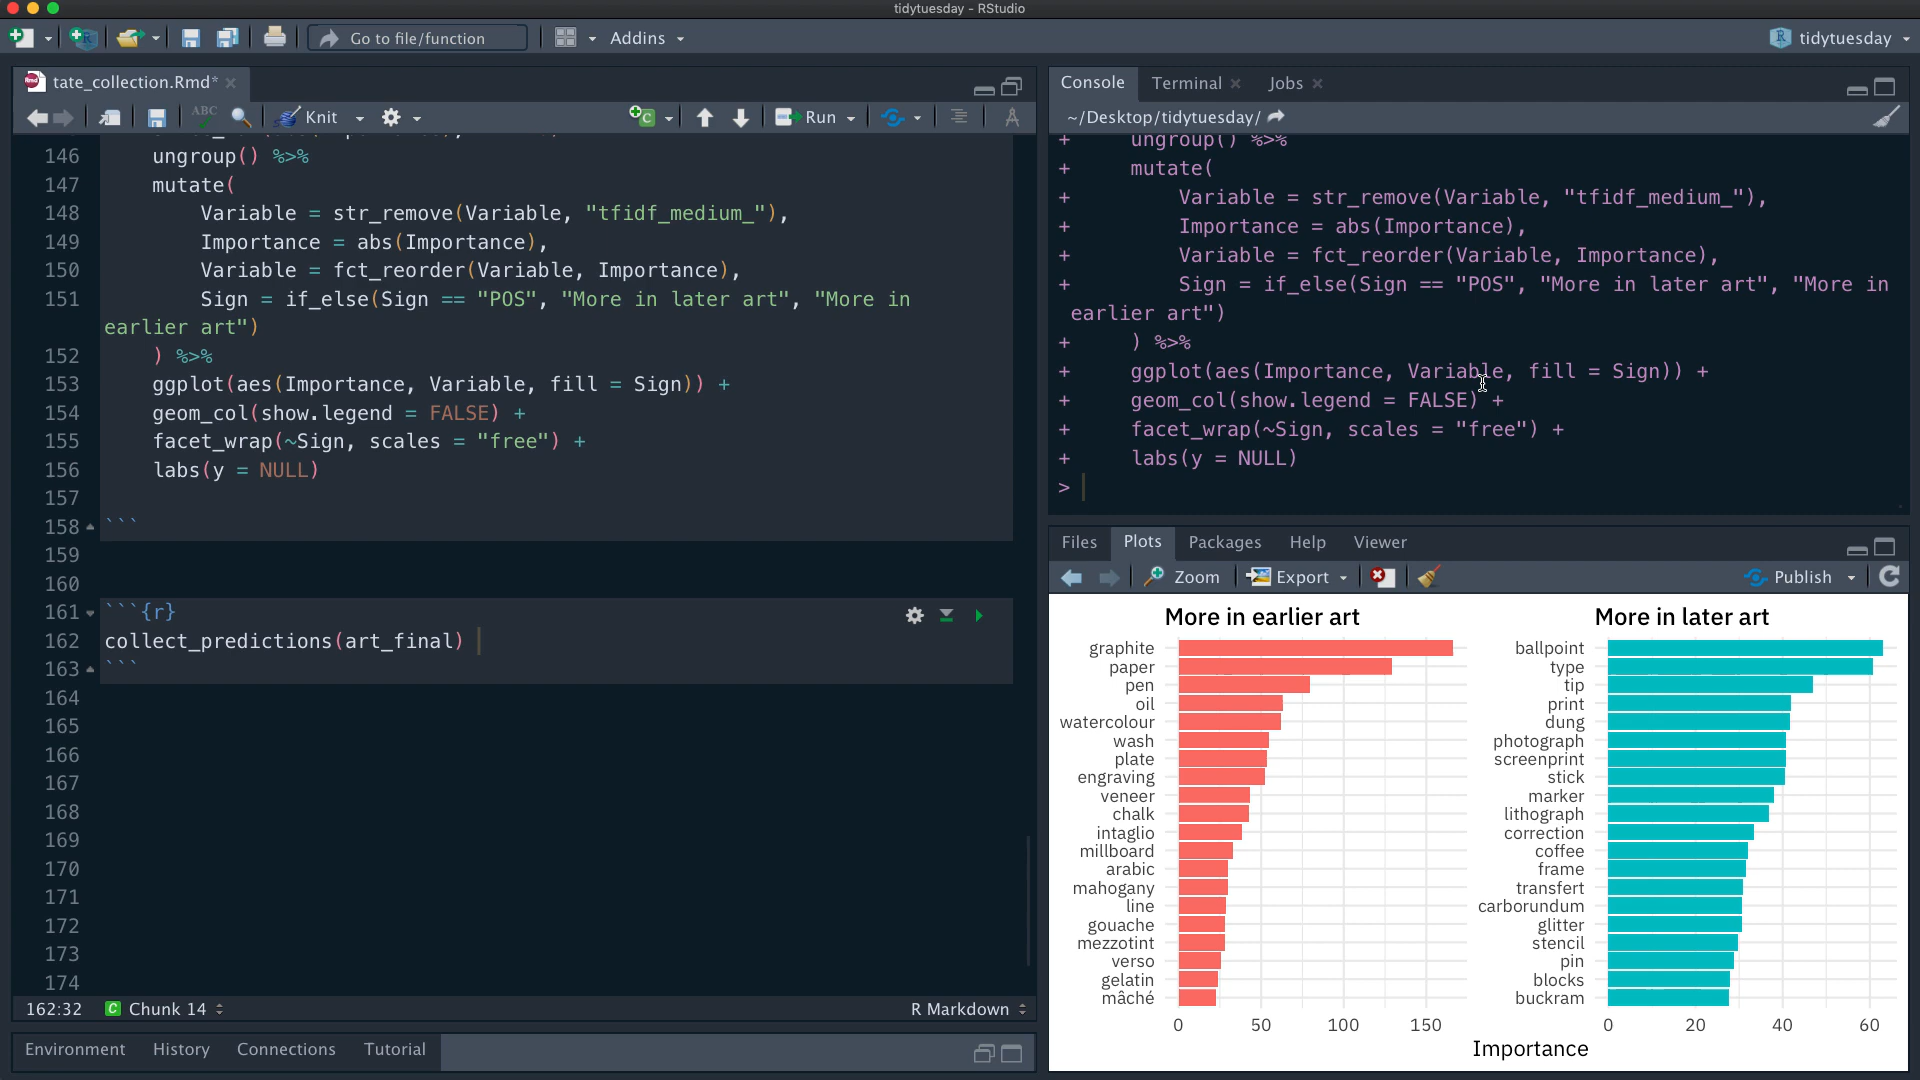 tidytuesday - RStudio
Go to file/function
Addins
tidytuesday
tate_collection.Rmd*
ABC
Knit
Run
146 ungroup() %>%
147 mutate(
148 Variable = str_remove(Variable, "tfidf_medium_"),
149 Importance = abs(Importance),
150 Variable = fct_reorder(Variable, Importance),
151 Sign = if_else(Sign == "POS", "More in later art", "More in
earlier art")
152 ) %>%
153 ggplot(aes(Importance, Variable, fill = Sign)) +
154 geom_col(show.legend = FALSE) +
155 facet_wrap(~Sign, scales = "free") +
156 labs(y = NULL)
157
158 ```
159
160
161 ```{r}
162 collect_predictions(art_final)
163 ```
164
165
166
167
168
169
170
171
172
173
174
162:32 Chunk 14 R Markdown
Environment History Connections Tutorial
Console Terminal Jobs
~/Desktop/tidytuesday/
+ ungroup() %>%
+ mutate(
+ Variable = str_remove(Variable, "tfidf_medium_"),
+ Importance = abs(Importance),
+ Variable = fct_reorder(Variable, Importance),
+ Sign = if_else(Sign == "POS", "More in later art", "More in
earlier art")
+ ) %>%
+ ggplot(aes(Importance, Variable, fill = Sign)) +
+ geom_col(show.legend = FALSE) +
+ facet_wrap(~Sign, scales = "free") +
+ labs(y = NULL)
>
Files Plots Packages Help Viewer
Zoom Export Publish
More in earlier art
graphite
paper
pen
oil
watercolour
wash
plate
engraving
veneer
chalk
intaglio
millboard
arabic
mahogany
line
gouache
mezzotint
verso
gelatin
mâché
0 50 100 150
More in later art
ballpoint
type
tip
print
dung
photograph
screenprint
stick
marker
lithograph
correction
coffee
frame
transfert
carborundum
glitter
stencil
pin
blocks
buckram
0 20 40 60
Importance